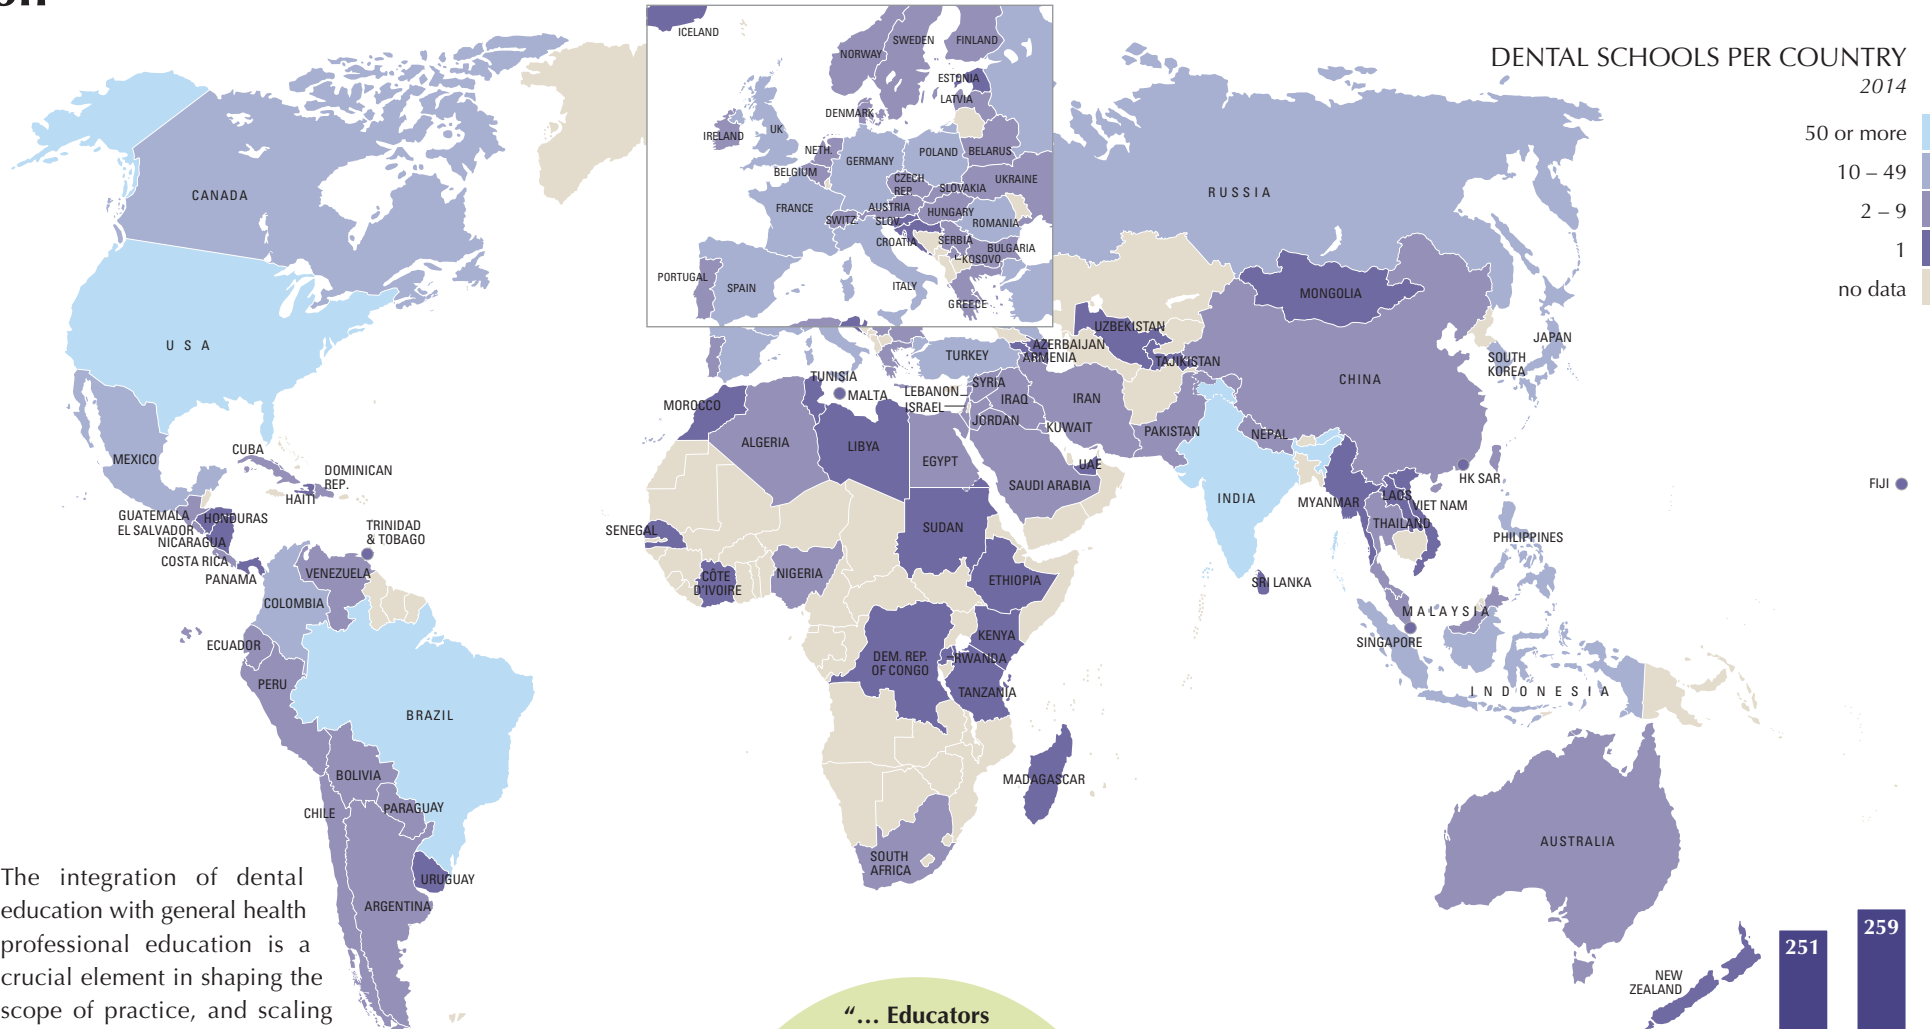 DENTAL SCHOOLS PER COUNTRY
2014
50 or more
10 – 49
2 – 9
1
no data
ICELAND
NORWAY
SWEDEN
FINLAND
ESTONIA
LATVIA
DENMARK
IRELAND
UK
NETH.
BELGIUM
GERMANY
POLAND
BELARUS
CZECH
REP.
SLOVAKIA
UKRAINE
FRANCE
SWITZ.
AUSTRIA
SLOV.
HUNGARY
ROMANIA
CROATIA
SERBIA
BULGARIA
KOSOVO
PORTUGAL
SPAIN
ITALY
GREECE
CANADA
USA
MEXICO
CUBA
DOMINICAN
REP.
HAITI
GUATEMALA
HONDURAS
EL SALVADOR
NICARAGUA
COSTA RICA
PANAMA
TRINIDAD
& TOBAGO
VENEZUELA
COLOMBIA
ECUADOR
PERU
BRAZIL
BOLIVIA
PARAGUAY
CHILE
URUGUAY
ARGENTINA
RUSSIA
MONGOLIA
UZBEKISTAN
AZERBAIJAN
ARMENIA
TAJIKISTAN
TURKEY
CHINA
JAPAN
SOUTH
KOREA
TUNISIA
MALTA
LEBANON
ISRAEL
SYRIA
IRAQ
IRAN
JORDAN
KUWAIT
PAKISTAN
NEPAL
MOROCCO
ALGERIA
LIBYA
EGYPT
UAE
SAUDI ARABIA
INDIA
MYANMAR
LAOS
VIET NAM
THAILAND
HK SAR
FIJI
PHILIPPINES
SENEGAL
CÔTE
D'IVOIRE
NIGERIA
SUDAN
ETHIOPIA
KENYA
RWANDA
DEM. REP.
OF CONGO
TANZANIA
SRI LANKA
MALAYSIA
SINGAPORE
INDONESIA
MADAGASCAR
SOUTH
AFRICA
AUSTRALIA
NEW
ZEALAND
The integration of dental
education with general health
professional education is a
crucial element in shaping the
scope of practice, and scaling
“… Educators
251
259